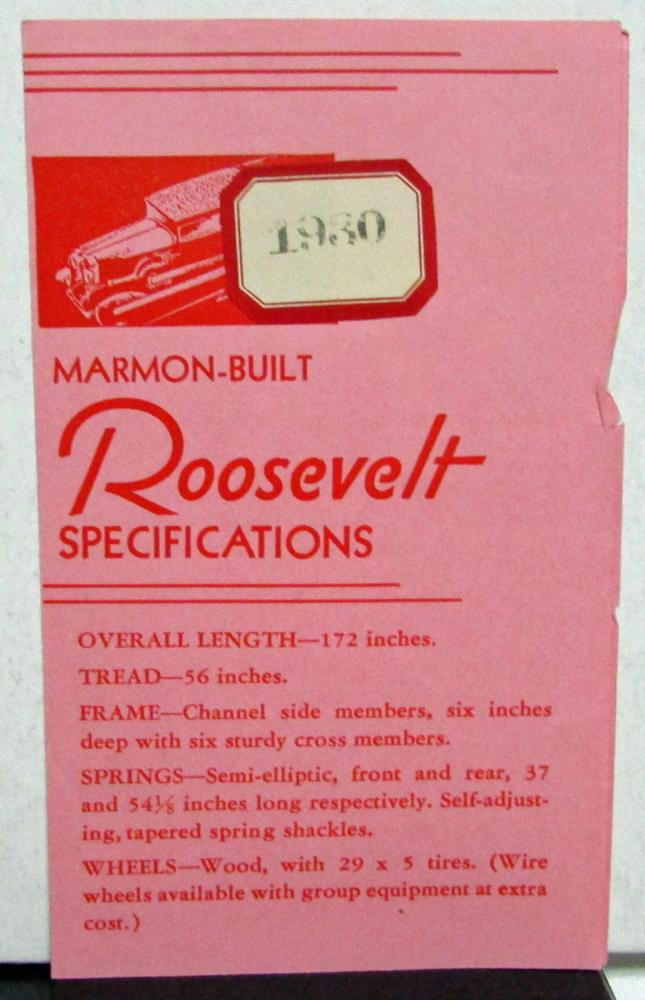 1930
MARMON-BUILT
Roosevelt
SPECIFICATIONS
OVERALL LENGTH—172 inches.
TREAD—56 inches.
FRAME—Channel side members, six inches
deep with six sturdy cross members.
SPRINGS—Semi-elliptic, front and rear, 37
and 54⅛ inches long respectively. Self-adjust-
ing, tapered spring shackles.
WHEELS—Wood, with 29 x 5 tires. (Wire
wheels available with group equipment at extra
cost.)